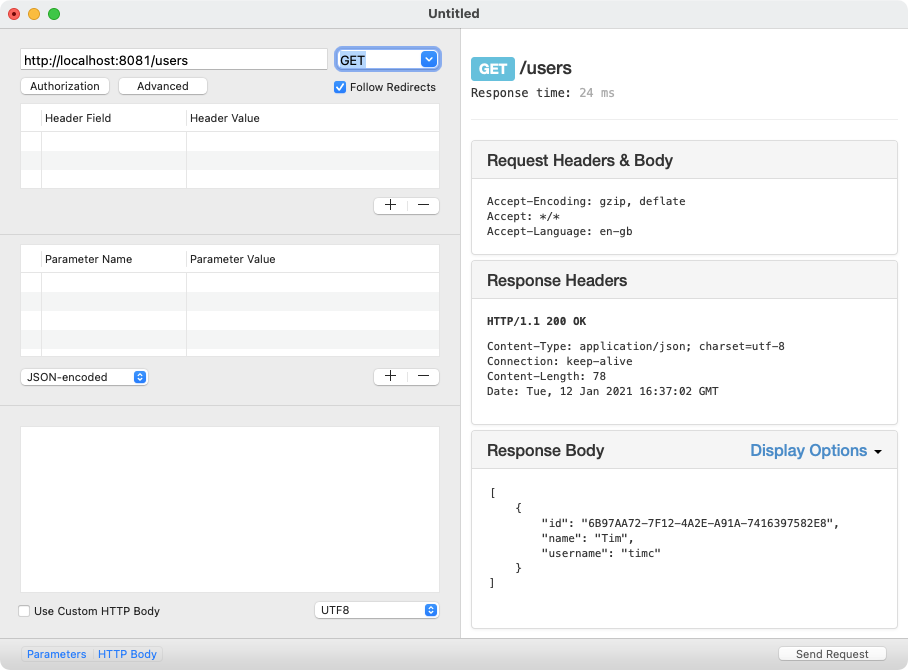 Untitled
http://localhost:8081/users
GET
Authorization
Advanced
Follow Redirects
Header Field
Header Value
Parameter Name
Parameter Value
JSON-encoded
Use Custom HTTP Body
UTF8
Parameters
HTTP Body
GET /users
Response time: 24 ms
Request Headers & Body
Accept-Encoding: gzip, deflate
Accept: */*
Accept-Language: en-gb
Response Headers
HTTP/1.1 200 OK
Content-Type: application/json; charset=utf-8
Connection: keep-alive
Content-Length: 78
Date: Tue, 12 Jan 2021 16:37:02 GMT
Response Body
Display Options
[
{
"id": "6B97AA72-7F12-4A2E-A91A-7416397582E8",
"name": "Tim",
"username": "timc"
}
]
Send Request